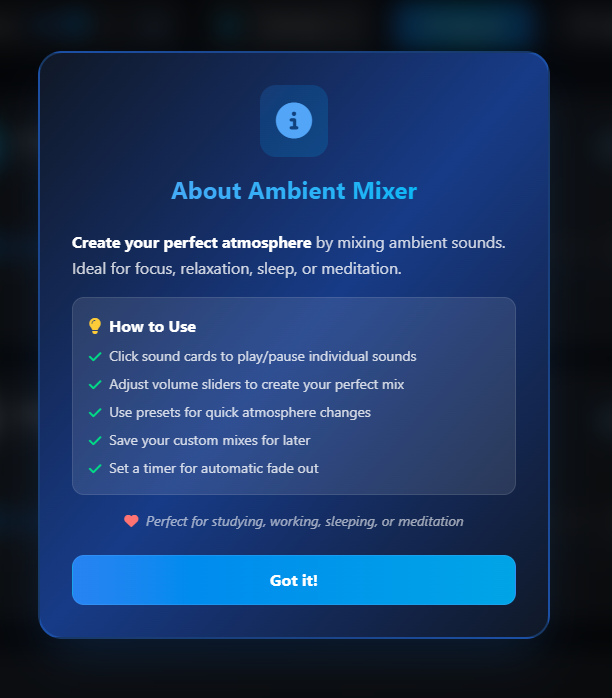 About Ambient Mixer
Create your perfect atmosphere by mixing ambient sounds.
Ideal for focus, relaxation, sleep, or meditation.
How to Use
Click sound cards to play/pause individual sounds
Adjust volume sliders to create your perfect mix
Use presets for quick atmosphere changes
Save your custom mixes for later
Set a timer for automatic fade out
Perfect for studying, working, sleeping, or meditation
Got it!